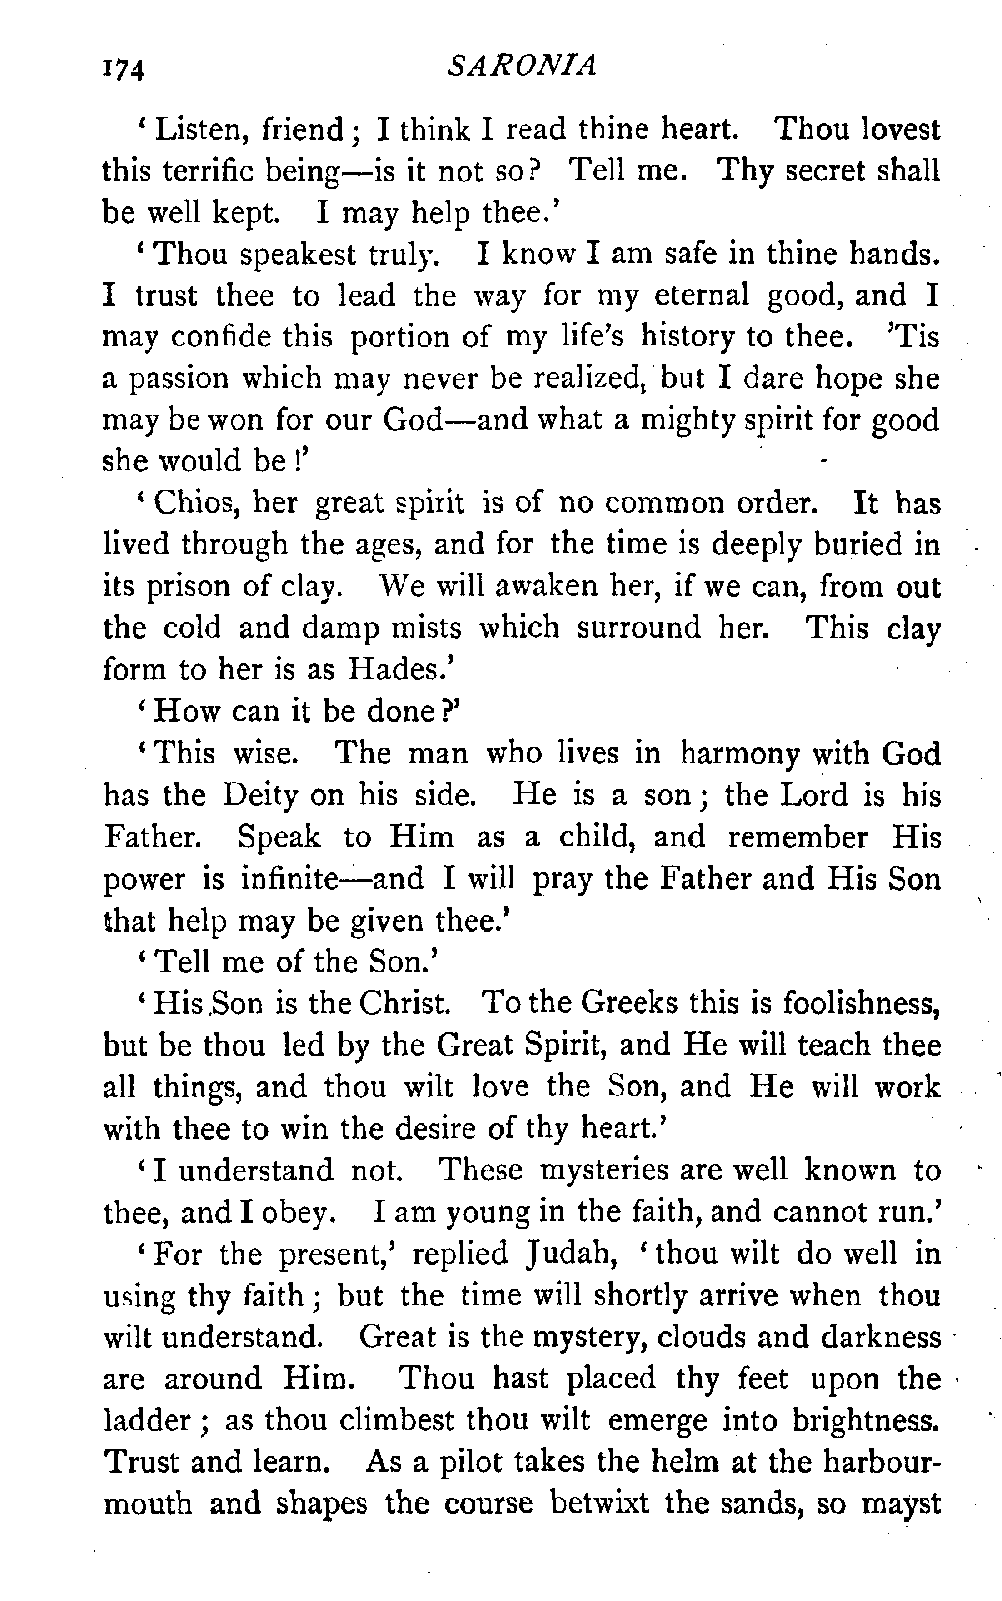 174 SARONIA
‘Listen, friend; I think I read thine heart. Thou lovest
this terrific being—is it not so? Tell me. Thy secret shall
be well kept. I may help thee.’
‘Thou speakest truly. I know I am safe in thine hands.
I trust thee to lead the way for my eternal good, and I
may confide this portion of my life’s history to thee. ’Tis
a passion which may never be realized, but I dare hope she
may be won for our God—and what a mighty spirit for good
she would be!’
‘Chios, her great spirit is of no common order. It has
lived through the ages, and for the time is deeply buried in
its prison of clay. We will awaken her, if we can, from out
the cold and damp mists which surround her. This clay
form to her is as Hades.’
‘How can it be done?’
‘This wise. The man who lives in harmony with God
has the Deity on his side. He is a son; the Lord is his
Father. Speak to Him as a child, and remember His
power is infinite—and I will pray the Father and His Son
that help may be given thee.’
‘Tell me of the Son.’
‘His Son is the Christ. To the Greeks this is foolishness,
but be thou led by the Great Spirit, and He will teach thee
all things, and thou wilt love the Son, and He will work
with thee to win the desire of thy heart.’
‘I understand not. These mysteries are well known to
thee, and I obey. I am young in the faith, and cannot run.’
‘For the present,’ replied Judah, ‘thou wilt do well in
using thy faith; but the time will shortly arrive when thou
wilt understand. Great is the mystery, clouds and darkness
are around Him. Thou hast placed thy feet upon the
ladder; as thou climbest thou wilt emerge into brightness.
Trust and learn. As a pilot takes the helm at the harbour-
mouth and shapes the course betwixt the sands, so mayst